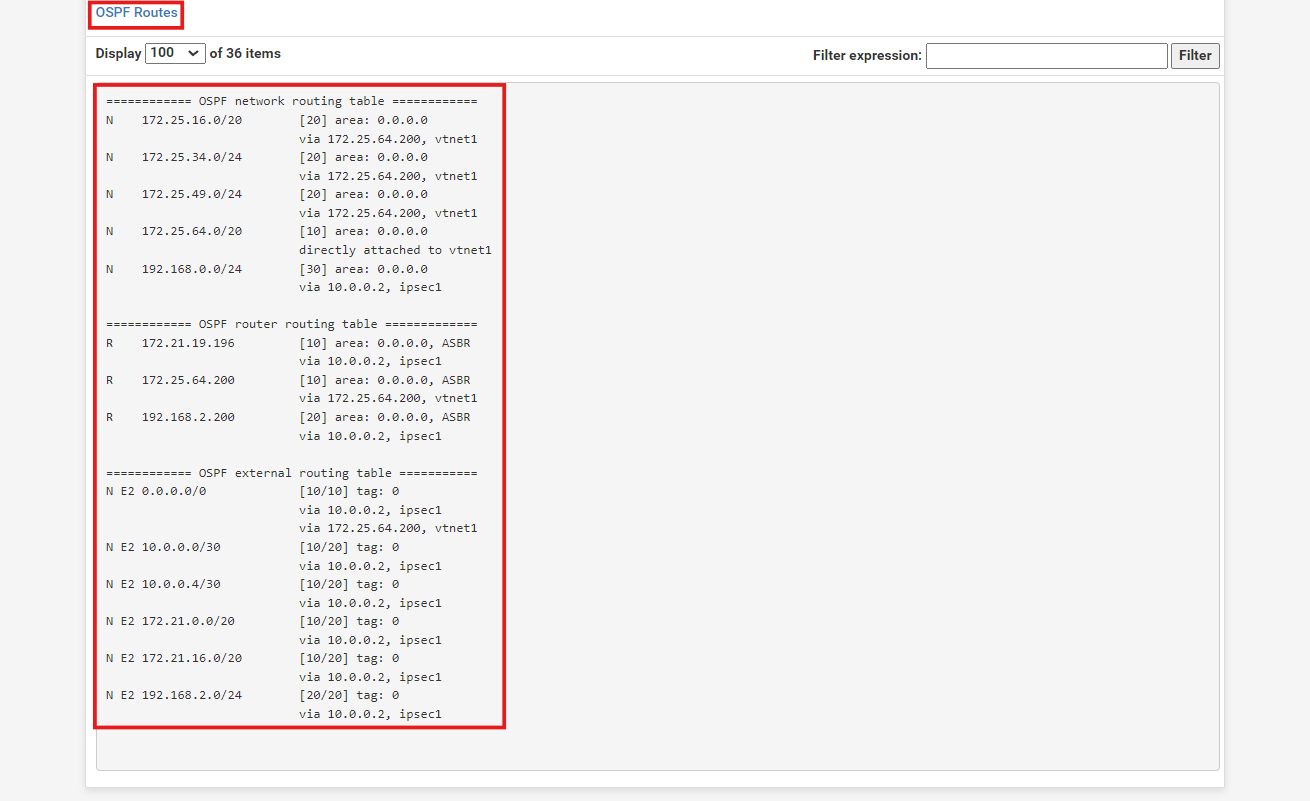 OSPF Routes
Display 100 of 36 items Filter expression: Filter
============ OSPF network routing table ============
N    172.25.16.0/20        [20] area: 0.0.0.0
                           via 172.25.64.200, vtnet1
N    172.25.34.0/24        [20] area: 0.0.0.0
                           via 172.25.64.200, vtnet1
N    172.25.49.0/24        [20] area: 0.0.0.0
                           via 172.25.64.200, vtnet1
N    172.25.64.0/20        [10] area: 0.0.0.0
                           directly attached to vtnet1
N    192.168.0.0/24        [30] area: 0.0.0.0
                           via 10.0.0.2, ipsec1
============ OSPF router routing table =============
R    172.21.19.196         [10] area: 0.0.0.0, ASBR
                           via 10.0.0.2, ipsec1
R    172.25.64.200         [10] area: 0.0.0.0, ASBR
                           via 172.25.64.200, vtnet1
R    192.168.2.200         [20] area: 0.0.0.0, ASBR
                           via 10.0.0.2, ipsec1
============ OSPF external routing table ===========
N E2 0.0.0.0/0             [10/10] tag: 0
                           via 10.0.0.2, ipsec1
                           via 172.25.64.200, vtnet1
N E2 10.0.0.0/30           [10/20] tag: 0
                           via 10.0.0.2, ipsec1
N E2 10.0.0.4/30           [10/20] tag: 0
                           via 10.0.0.2, ipsec1
N E2 172.21.0.0/20         [10/20] tag: 0
                           via 10.0.0.2, ipsec1
N E2 172.21.16.0/20        [10/20] tag: 0
                           via 10.0.0.2, ipsec1
N E2 192.168.2.0/24        [20/20] tag: 0
                           via 10.0.0.2, ipsec1